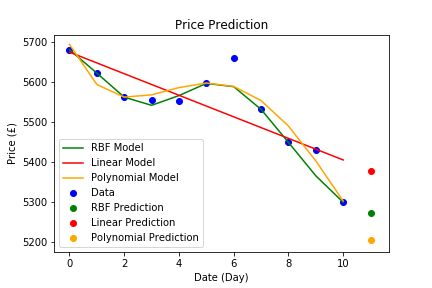 Price Prediction
5700
5600
5500
5400
5300
5200
Price (£)
RBF Model
Linear Model
Polynomial Model
Data
RBF Prediction
Linear Prediction
Polynomial Prediction
0 2 4 6 8 10
Date (Day)